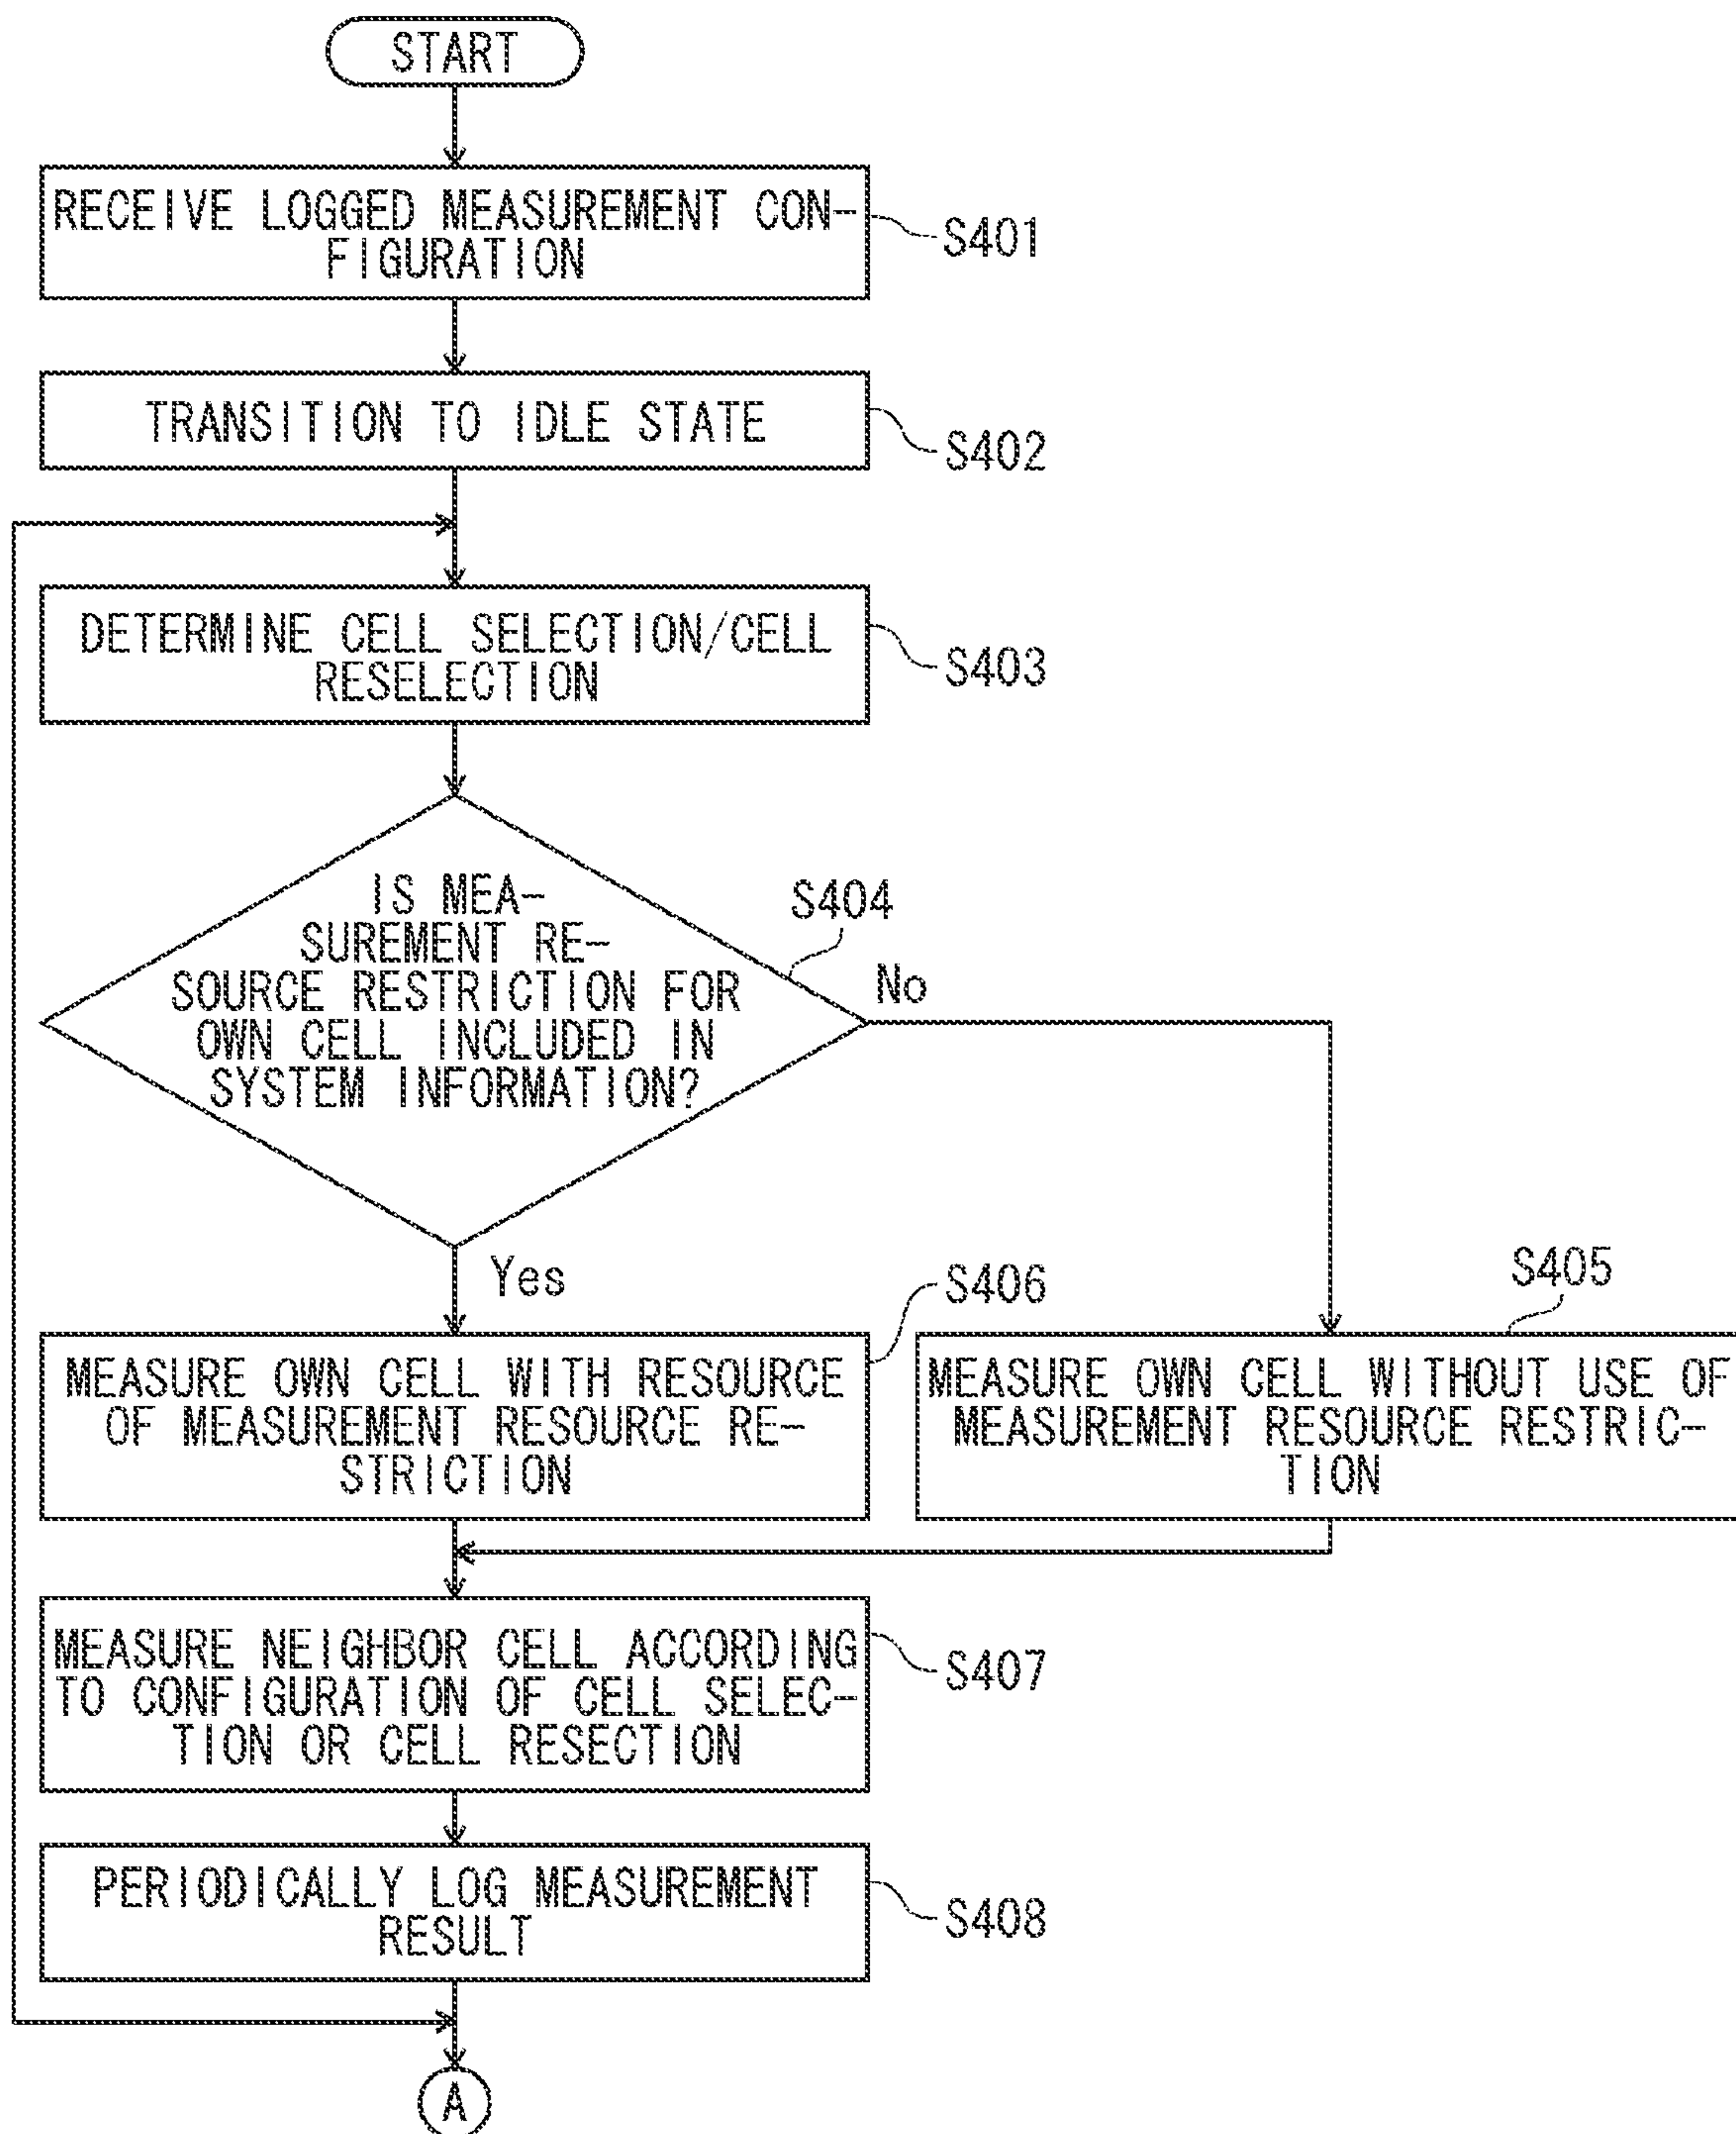 START
RECEIVE LOGGED MEASUREMENT CON-
FIGURATION
S401
TRANSITION TO IDLE STATE
S402
DETERMINE CELL SELECTION/CELL
RESELECTION
S403
IS MEA-
SUREMENT RE-
SOURCE RESTRICTION FOR
OWN CELL INCLUDED IN
SYSTEM INFORMATION?
S404
No
Yes
S406
MEASURE OWN CELL WITH RESOURCE
OF MEASUREMENT RESOURCE RE-
STRICTION
S405
MEASURE OWN CELL WITHOUT USE OF
MEASUREMENT RESOURCE RESTRIC-
TION
MEASURE NEIGHBOR CELL ACCORDING
TO CONFIGURATION OF CELL SELEC-
TION OR CELL RESECTION
S407
PERIODICALLY LOG MEASUREMENT
RESULT
S408
A